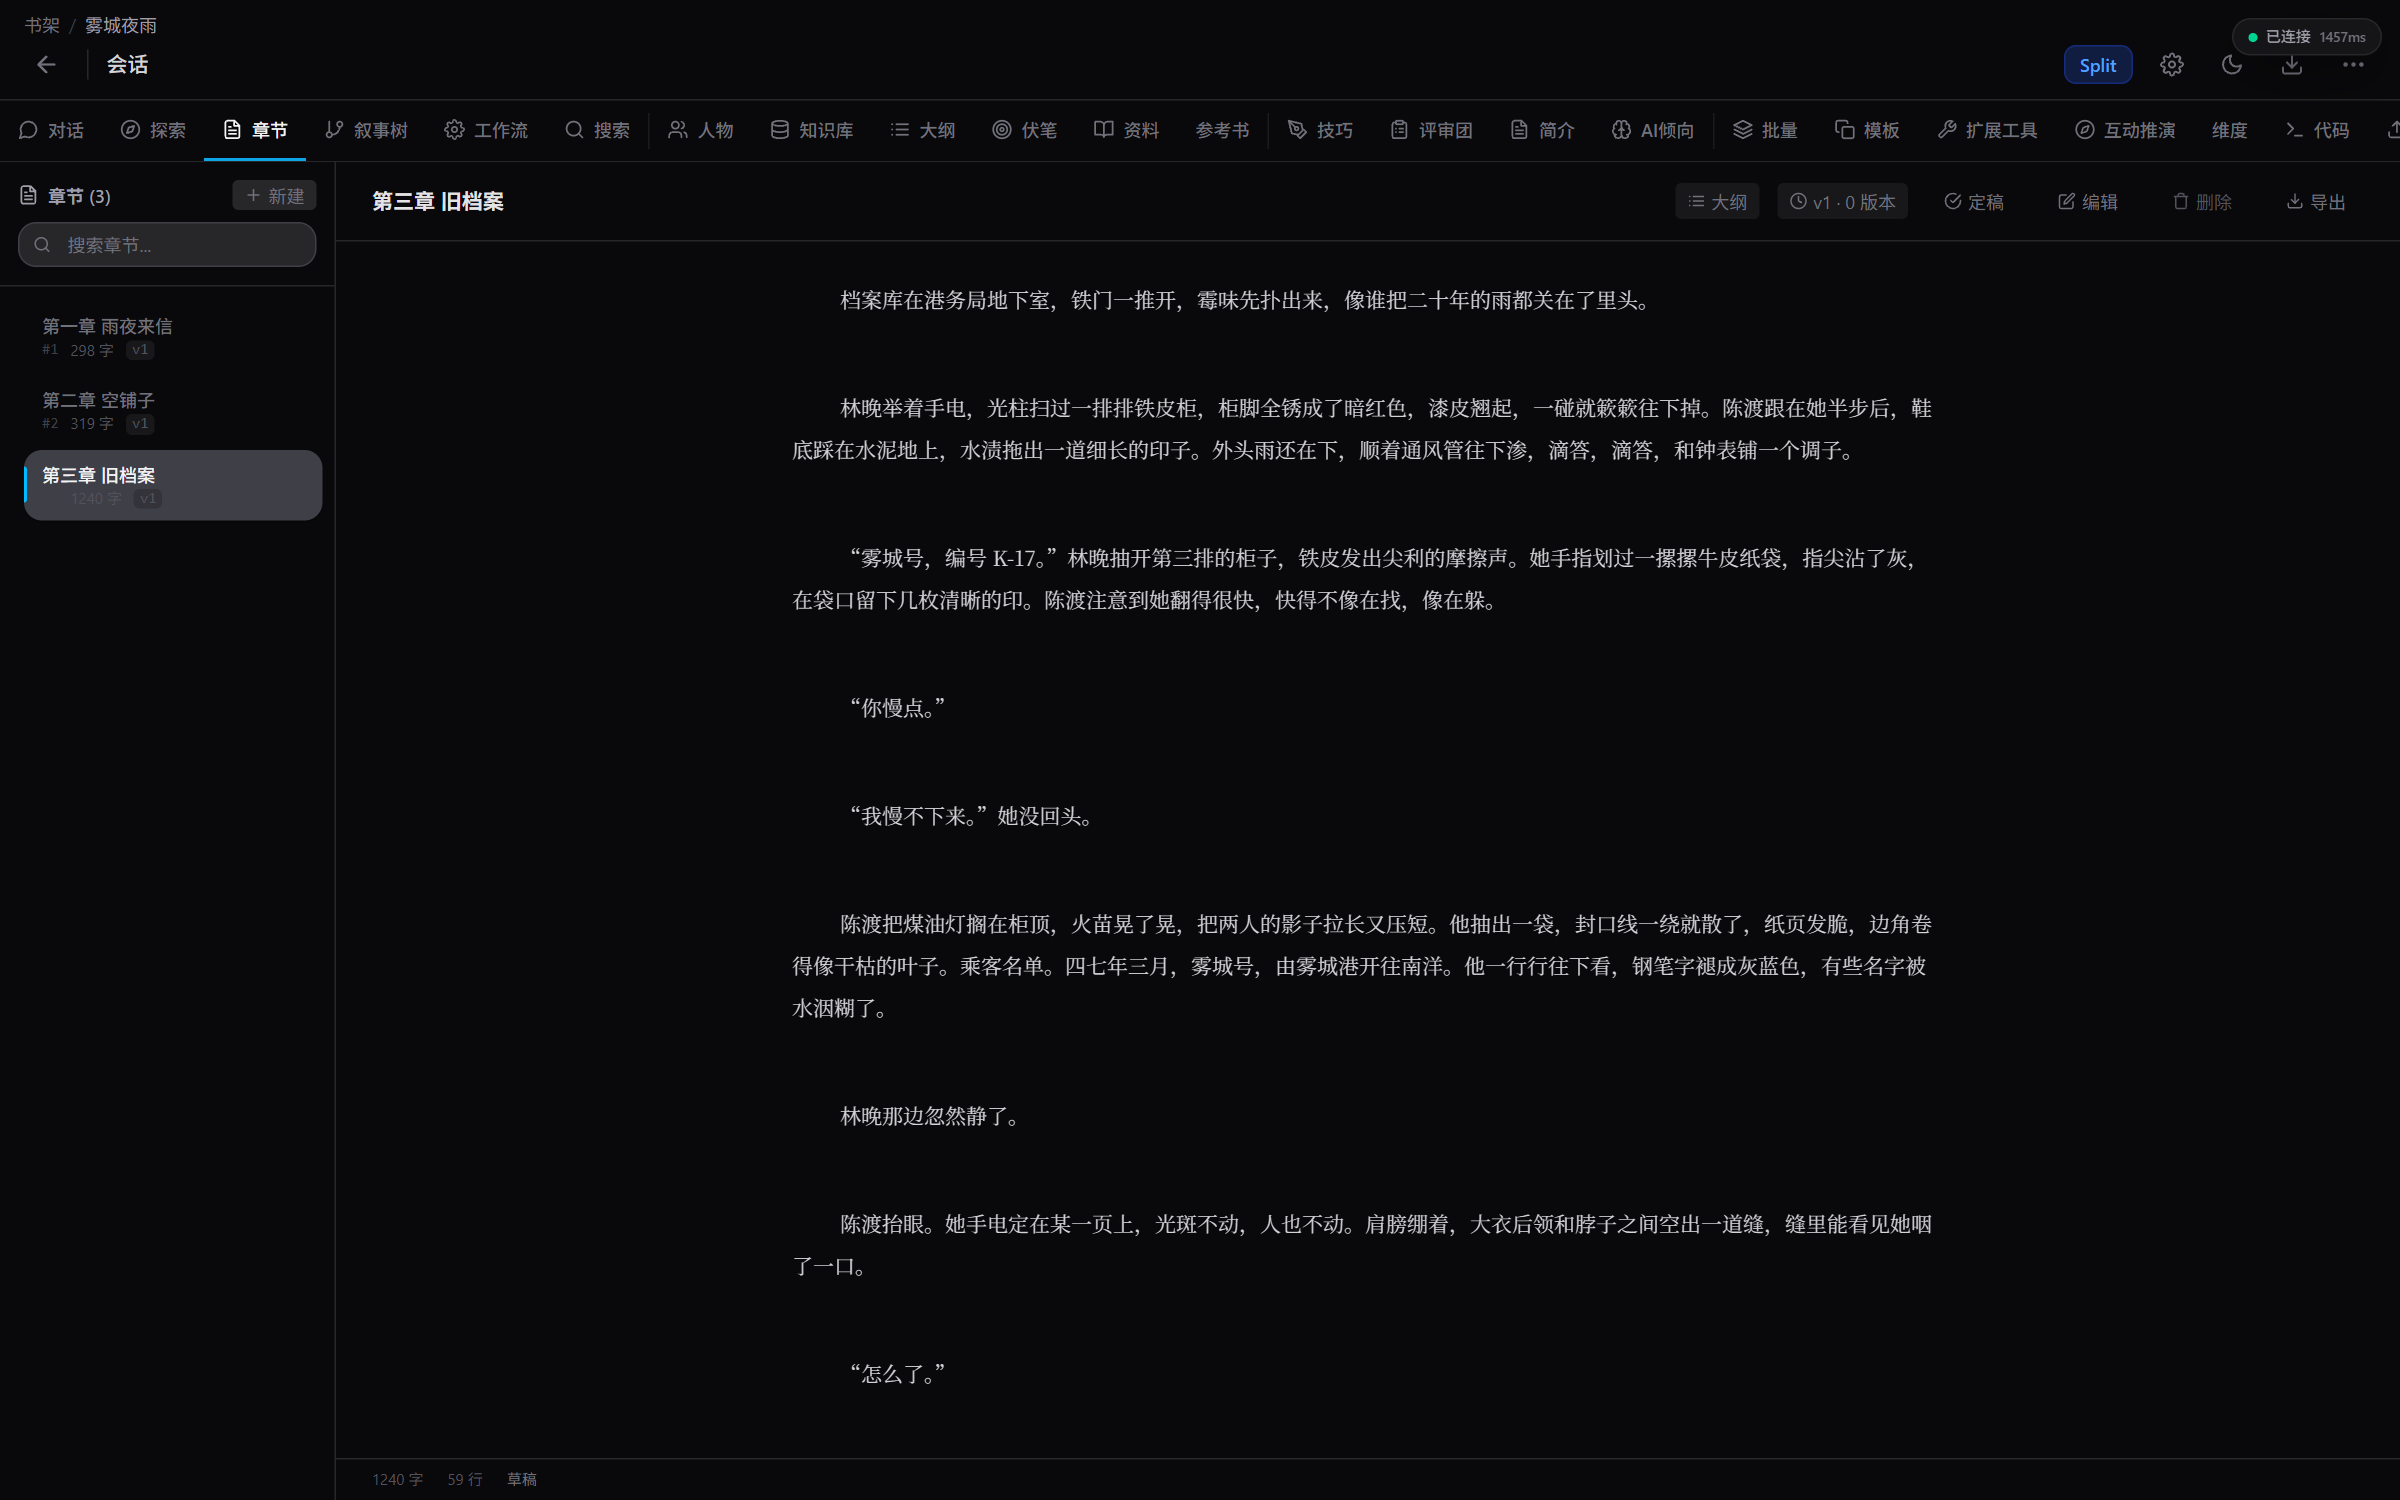 书架 / 雾城夜雨
会话
Split
已连接 1457ms
对话 探索 章节 叙事树 工作流 搜索 人物 知识库 大纲 伏笔 资料 参考书 技巧 评审团 简介 AI倾向 批量 模板 扩展工具 互动推演 维度 代码
章节 (3)
新建
搜索章节...
第一章 雨夜来信
#1 298 字 v1
第二章 空铺子
#2 319 字 v1
第三章 旧档案
1240 字 v1
第三章 旧档案
大纲 v1 · 0 版本 定稿 编辑 删除 导出
档案库在港务局地下室，铁门一推开，霉味先扑出来，像谁把二十年的雨都关在了里头。
林晚举着手电，光柱扫过一排排铁皮柜，柜脚全锈成了暗红色，漆皮翘起，一碰就簌簌往下掉。陈渡跟在她半步后，鞋
底踩在水泥地上，水渍拖出一道细长的印子。外头雨还在下，顺着通风管往下渗，滴答，滴答，和钟表铺一个调子。
“雾城号，编号 K-17。”林晚抽开第三排的柜子，铁皮发出尖利的摩擦声。她手指划过一摞摞牛皮纸袋，指尖沾了灰，
在袋口留下几枚清晰的印。陈渡注意到她翻得很快，快得不像在找，像在躲。
“你慢点。”
“我慢不下来。”她没回头。
陈渡把煤油灯搁在柜顶，火苗晃了晃，把两人的影子拉长又压短。他抽出一袋，封口线一绕就散了，纸页发脆，边角卷
得像干枯的叶子。乘客名单。四七年三月，雾城号，由雾城港开往南洋。他一行行往下看，钢笔字褪成灰蓝色，有些名字被
水洇糊了。
林晚那边忽然静了。
陈渡抬眼。她手电定在某一页上，光斑不动，人也不动。肩膀绷着，大衣后领和脖子之间空出一道缝，缝里能看见她咽
了一口。
“怎么了。”
1240 字 59 行 草稿